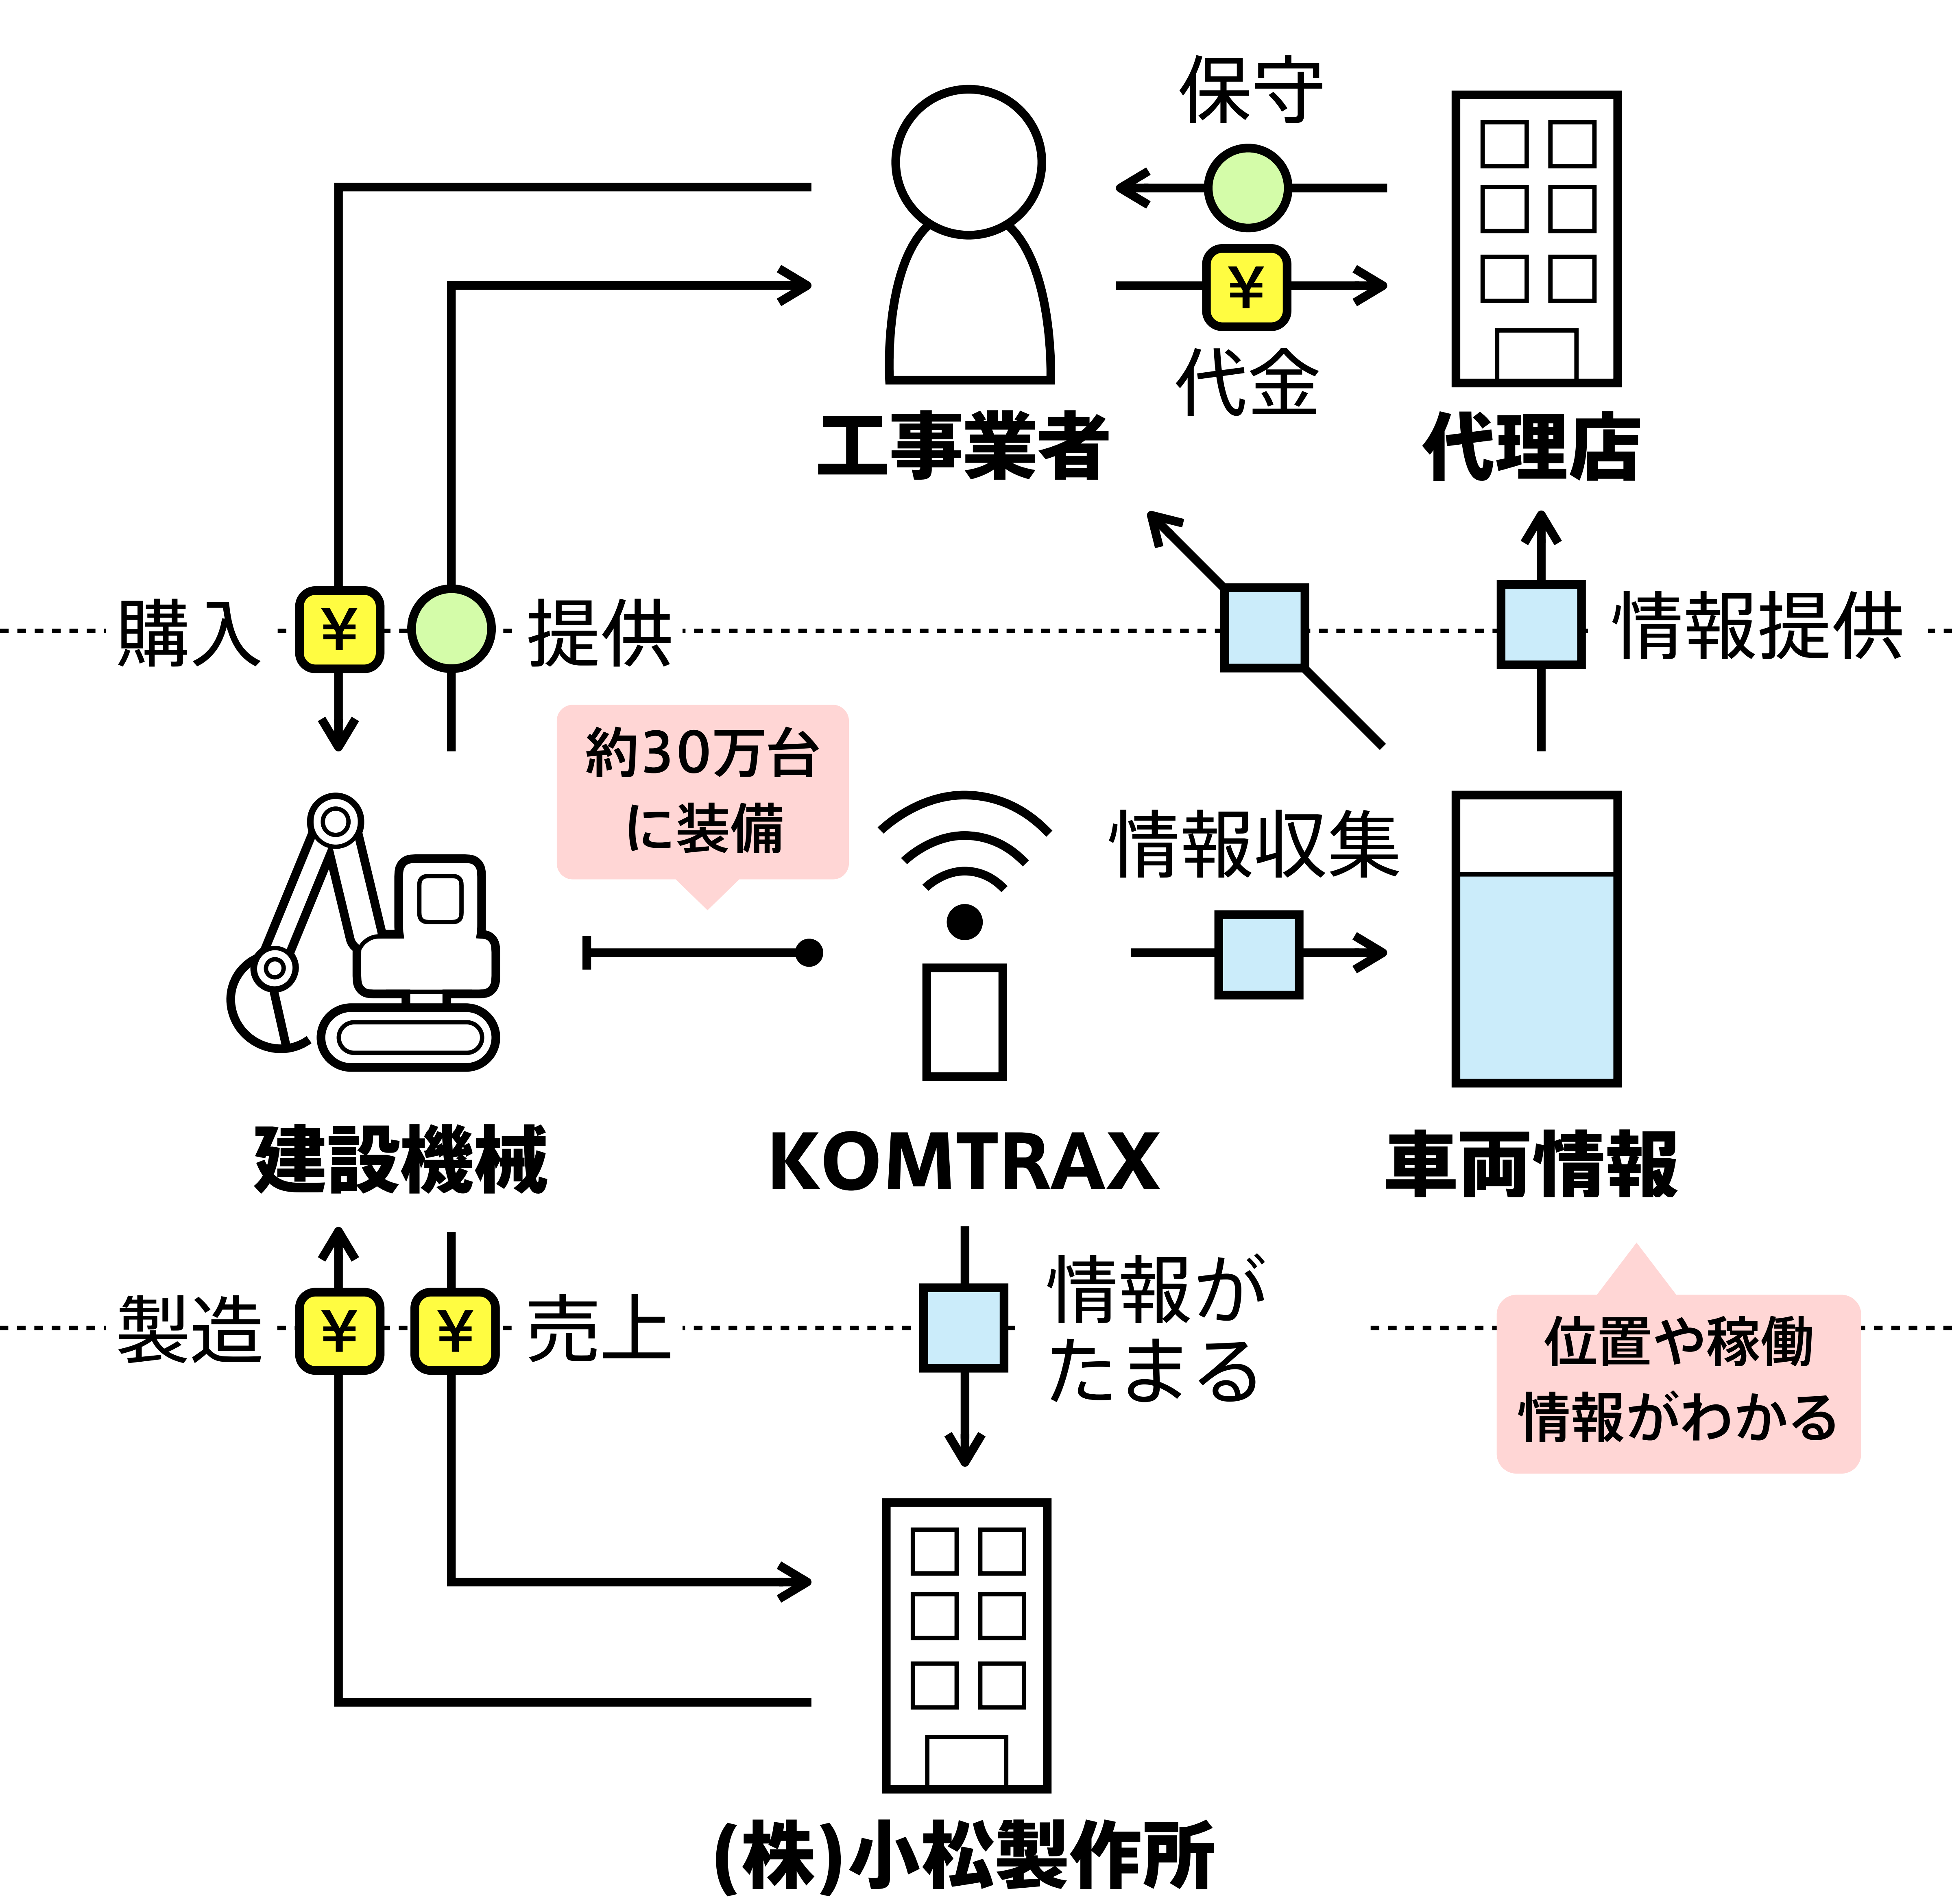 保守
¥
代金
工事業者
代理店
購入
¥
提供
情報提供
約30万台
に装備
情報収集
建設機械
KOMTRAX
車両情報
製造
¥
¥
売上
情報が
たまる
位置や稼働
情報がわかる
(株)小松製作所